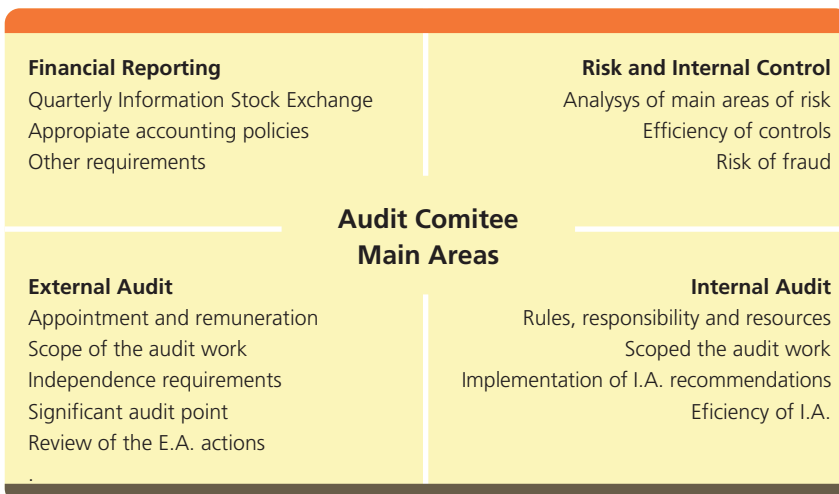 Financial Reporting
Quarterly Information Stock Exchange
Appropiate accounting policies
Other requirements
Risk and Internal Control
Analysys of main areas of risk
Efficiency of controls
Risk of fraud
Audit Comitee
Main Areas
External Audit
Appointment and remuneration
Scope of the audit work
Independence requirements
Significant audit point
Review of the E.A. actions
.
Internal Audit
Rules, responsibility and resources
Scoped the audit work
Implementation of I.A. recommendations
Eficiency of I.A.